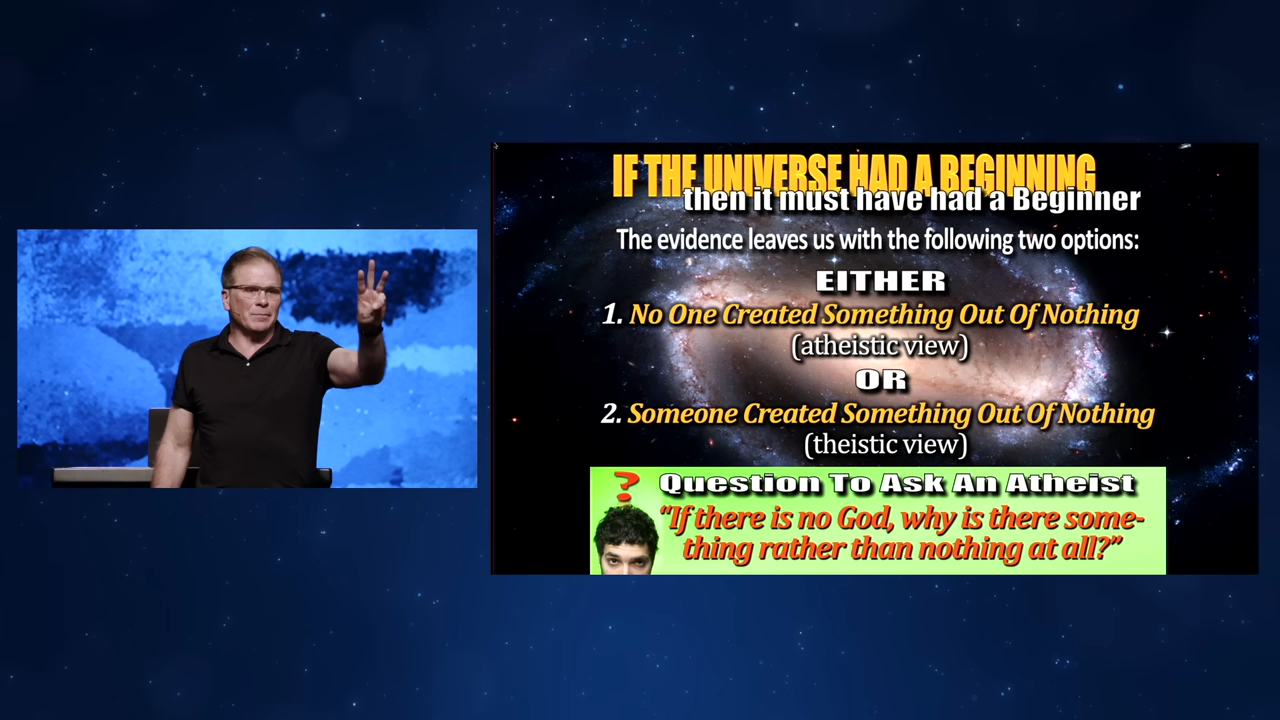 IF THE UNIVERSE HAD A BEGINNING
then it must have had a Beginner
The evidence leaves us with the following two options:
EITHER
1. No One Created Something Out Of Nothing
(atheistic view)
OR
2. Someone Created Something Out Of Nothing
(theistic view)
? Question To Ask An Atheist
"If there is no God, why is there some-
thing rather than nothing at all?"